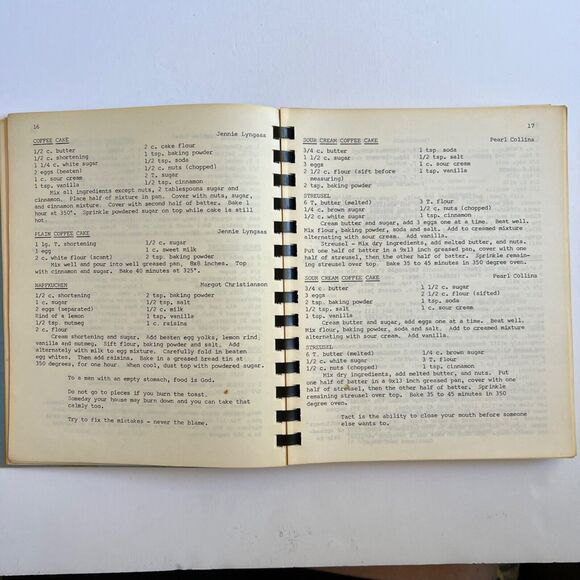 16
Jennie Lyngaas
COFFEE CAKE
1/2 c. butter 2 c. cake flour
1/2 c. shortening 1 tsp. baking powder
1 1/4 c. white sugar 1/2 tsp. soda
2 eggs (beaten) 1/2 c. nuts (chopped)
1 c. sour cream 2 T. sugar
1 tsp. vanilla 1/2 tsp. cinnamon
Mix all ingredients except nuts, 2 tablespoons sugar and
cinnamon. Place half of mixture in pan. Cover with nuts, sugar,
and cinnamon mixture. Cover with second half of batter. Bake 1
hour at 350°. Sprinkle powdered sugar on top while cake is still
hot.
PLAIN COFFEE CAKE Jennie Lyngaas
1 lg. T. shortening 1/2 c. sugar
1 egg 1 c. sweet milk
2 c. white flour (scant) 2 tsp. baking powder
Mix well and pour into well greased pan, 8x8 inches. Top
with cinnamon and sugar. Bake 40 minutes at 325°.
NAPFKUCHEN Margot Christianson
1/2 c. shortening 2 tsp. baking powder
1 c. sugar 1/2 tsp. salt
2 eggs (separated) 1/2 c. milk
Rind of a lemon 1 tsp. vanilla
1/2 tsp. nutmeg 1 c. raisins
2 c. flour
Cream shortening and sugar. Add beaten egg yolks, lemon rind,
vanilla and nutmeg. Sift flour, baking powder and salt. Add
alternately with milk to egg mixture. Carefully fold in beaten
egg whites. Then add raisins. Bake in a greased bread tin at
350 degrees, for one hour. When cool, dust top with powdered sugar.
To a man with an empty stomach, food is God.
Do not go to pieces if you burn the toast.
Someday your house may burn down and you can take that
calmly too.
Try to fix the mistakes - never the blame.
17
SOUR CREAM COFFEE CAKE Pearl Collins
3/4 c. butter 1 tsp. soda
1 1/2 c. sugar 1/2 tsp. salt
3 eggs 1 c. sour cream
2 1/2 c. flour (sift before 1 tsp. vanilla
measuring)
2 tsp. baking powder
STREUSEL
6 T. butter (melted) 3 T. flour
1/4 c. brown sugar 1/2 c. nuts (chopped)
1/2 c. white sugar 1 tsp. cinnamon
Cream butter and sugar, add 3 eggs one at a time. Beat well.
Mix flour, baking powder, soda and salt. Add to creamed mixture
alternating with sour cream. Add vanilla.
Streusel - Mix dry ingredients, add melted butter, and nuts.
Put one half of batter in a 9x13 inch greased pan, cover with one
half of streusel, then the other half of batter. Sprinkle remain-
ing streusel over top. Bake 35 to 45 minutes in 350 degree oven.
SOUR CREAM COFFEE CAKE Pearl Collins
3/4 c. butter 1 1/2 c. sugar
3 eggs 2 1/2 c. flour (sifted)
2 tsp. baking powder 1 tsp. soda
1/2 tsp. salt 1 c. sour cream
1 tsp. vanilla
Cream butter and sugar, add eggs one at a time. Beat well.
Mix flour, baking powder, soda and salt. Add to creamed mixture
alternating with sour cream. Add vanilla.
STREUSEL
6 T. butter (melted) 1/4 c. brown sugar
1/2 c. white sugar 3 T. flour
1/2 c. nuts (chopped) 1 tsp. cinnamon
Mix dry ingredients, add melted butter, and nuts. Put
one half of batter in a 9x13 inch greased pan, cover with one
half of streusel, then the other half of batter. Sprinkle
remaining streusel over top. Bake 35 to 45 minutes in 350
degree oven.
Tact is the ability to close your mouth before someone
else wants to.